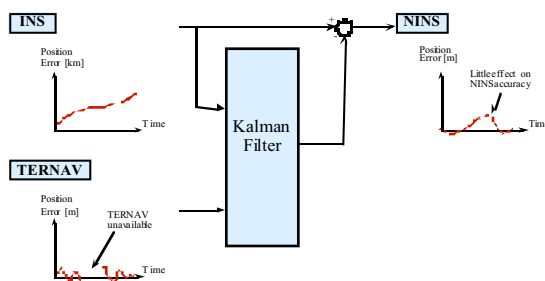 INS
NINS
+
-
Position
Error [km]
Time
Kalman
Filter
Position
Error [m]
Little effect on
NINS accuracy
Tim
TERNAV
Position
Error [m]
TERNAV
unavailable
Time